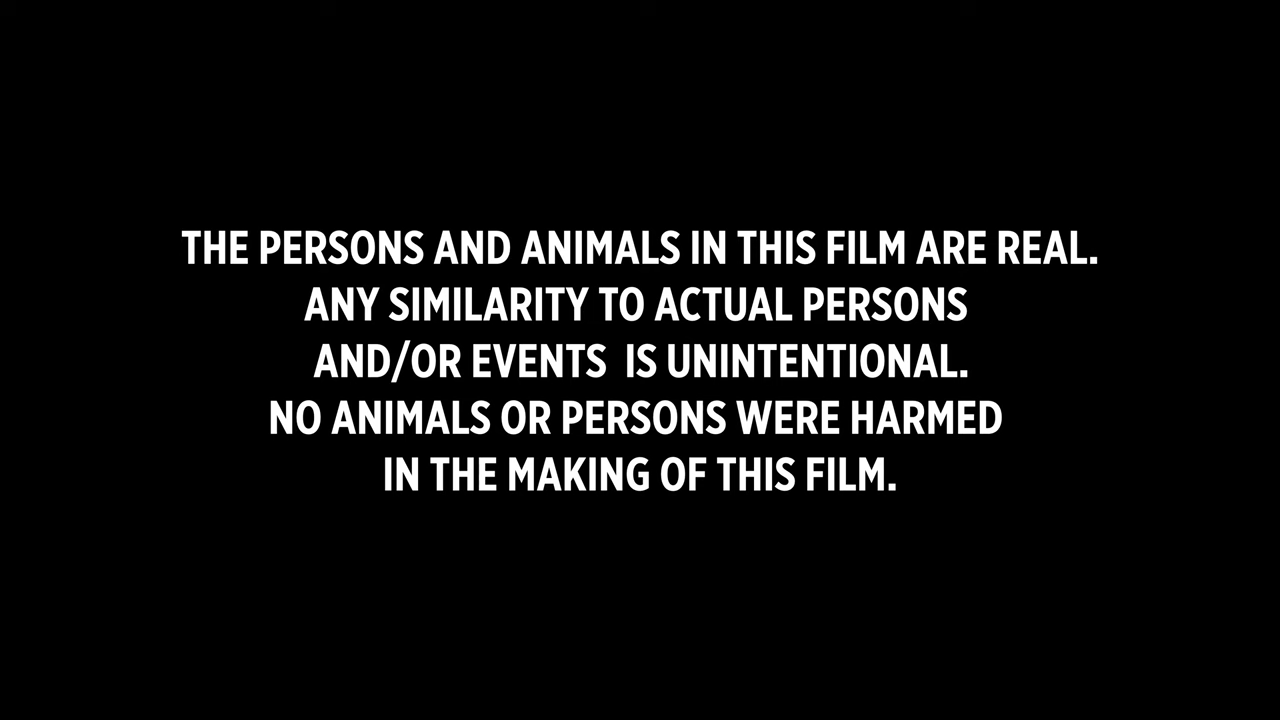 THE PERSONS AND ANIMALS IN THIS FILM ARE REAL.
ANY SIMILARITY TO ACTUAL PERSONS
AND/OR EVENTS  IS UNINTENTIONAL.
NO ANIMALS OR PERSONS WERE HARMED
IN THE MAKING OF THIS FILM.